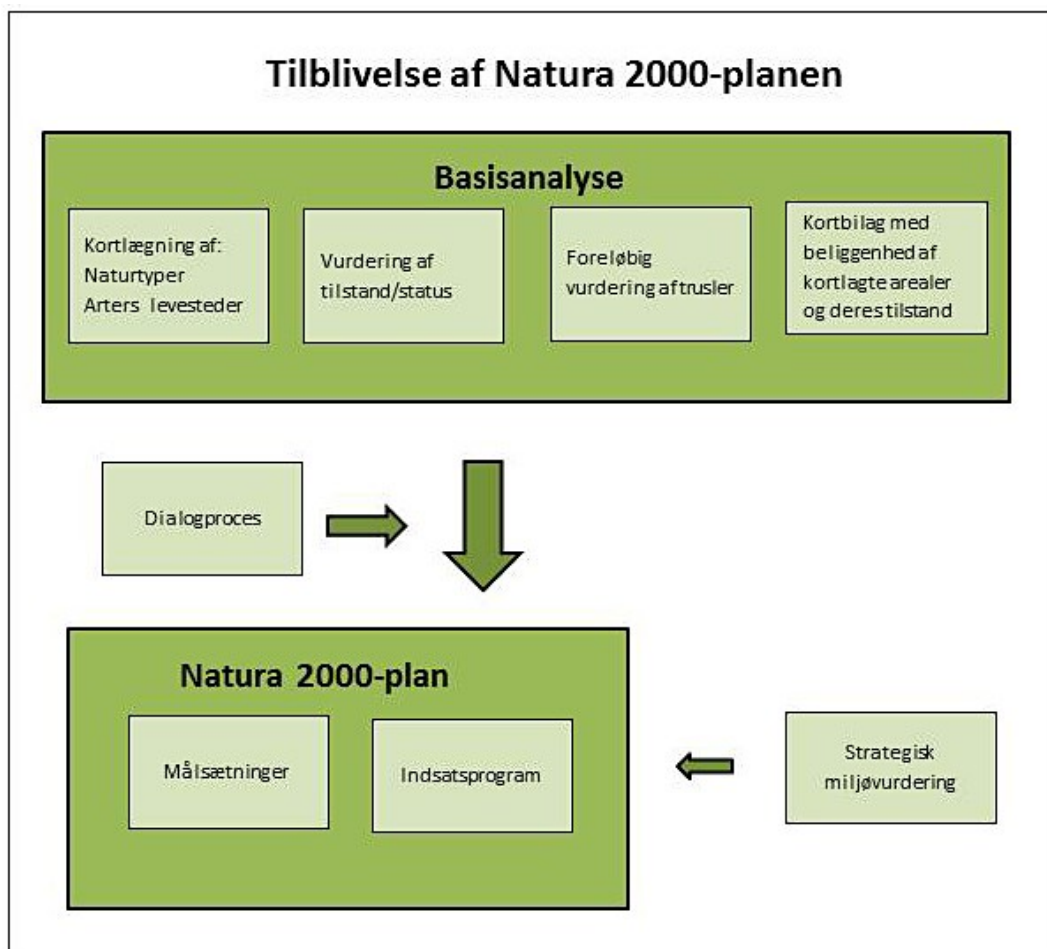 Tilblivelse af Natura 2000-planen
Basisanalyse
Kortlægning af:
Naturtyper
Arters levesteder
Vurdering af
tilstand/status
Foreløbig
vurdering af trusler
Kortbilag med
beliggenhed af
kortlagte arealer
og deres tilstand
Dialogproces
Natura 2000-plan
Målsætninger
Indsatsprogram
Strategisk
miljøvurdering